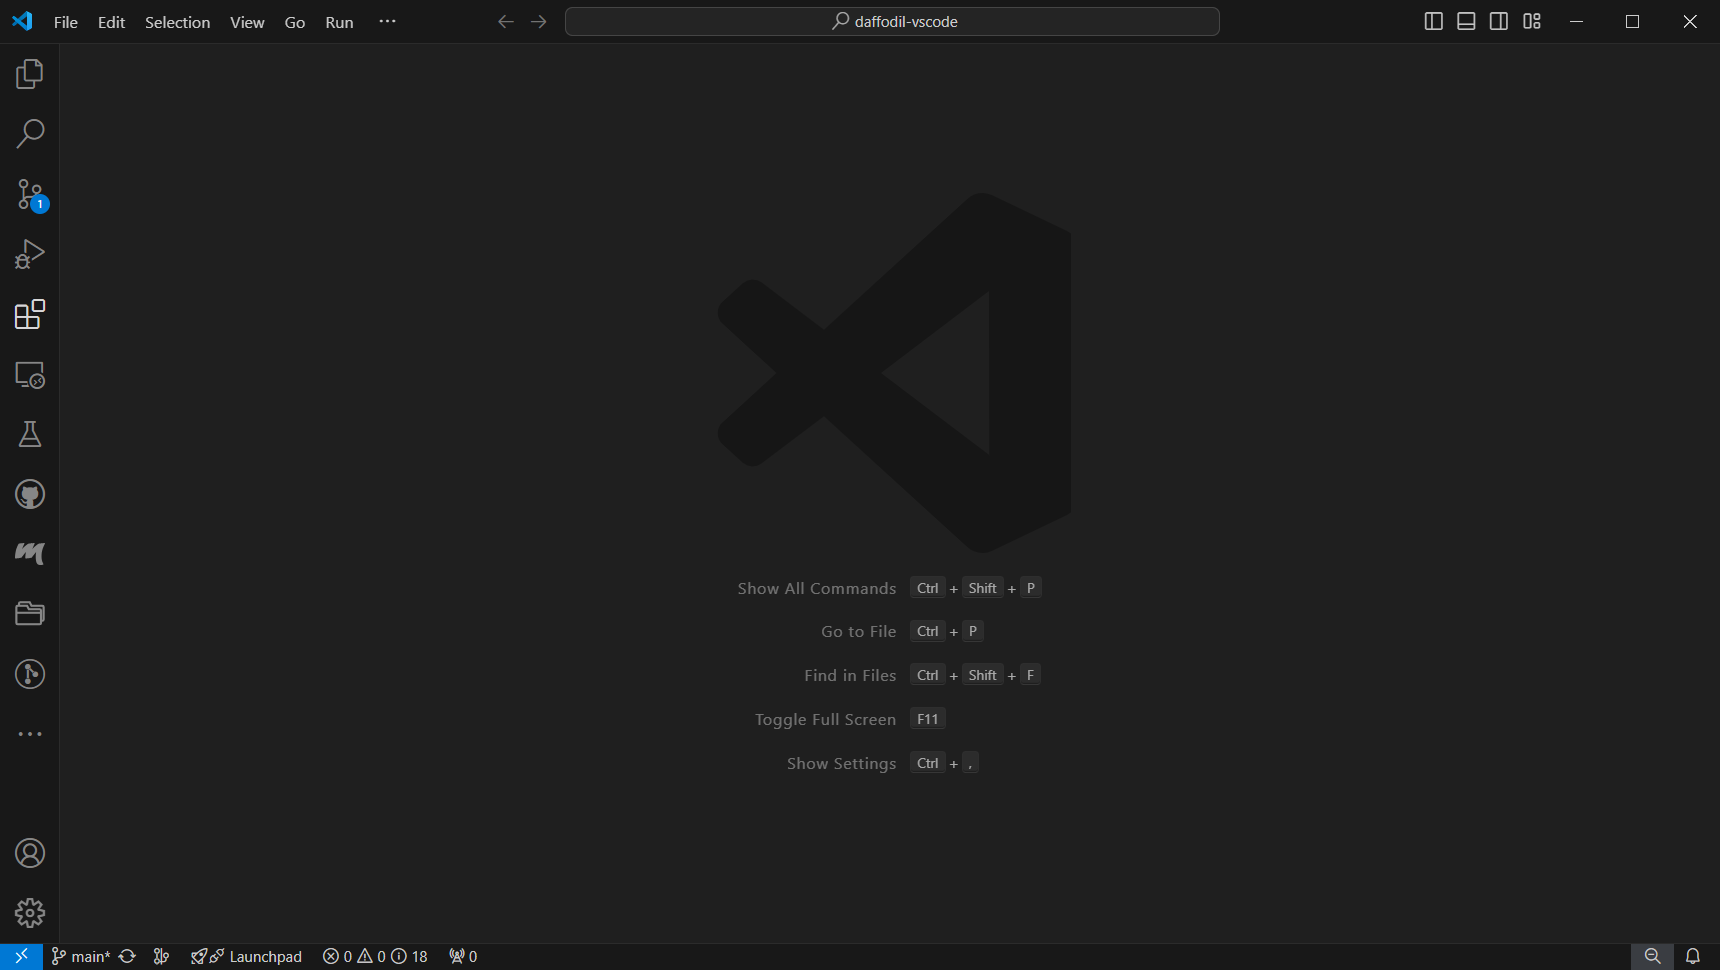 File Edit Selection View Go Run ··· daffodil-vscode
1
Show All Commands Ctrl + Shift + P
Go to File Ctrl + P
Find in Files Ctrl + Shift + F
Toggle Full Screen F11
Show Settings Ctrl + ,
main* Launchpad 0 0 18 0